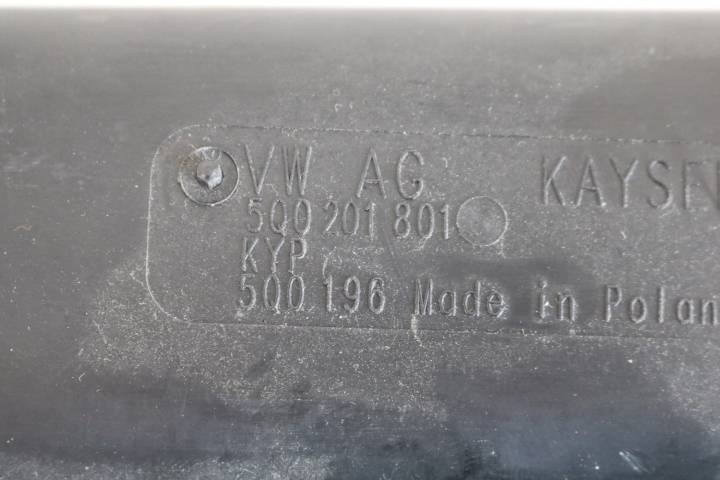 VW AG KAYSE
5Q0 201 801
KYP
5Q0 196 Made in Polan